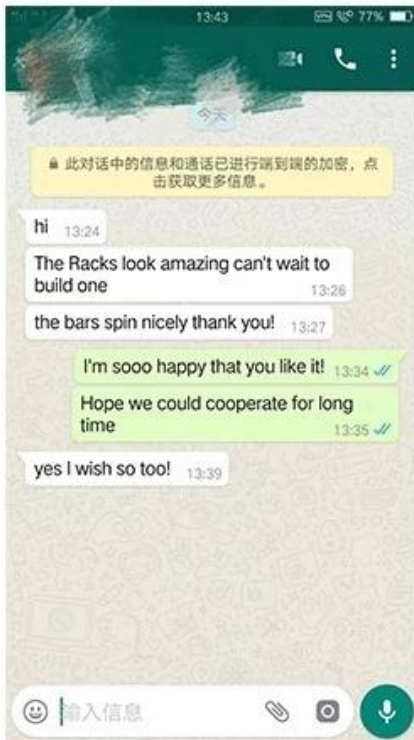 13:43
77%
今天
此对话中的信息和通话已进行端到端的加密，点
击获取更多信息。
hi 13:24
The Racks look amazing can't wait to
build one 13:26
the bars spin nicely thank you! 13:27
I'm sooo happy that you like it! 13:34
Hope we could cooperate for long
time 13:35
yes I wish so too! 13:39
输入信息